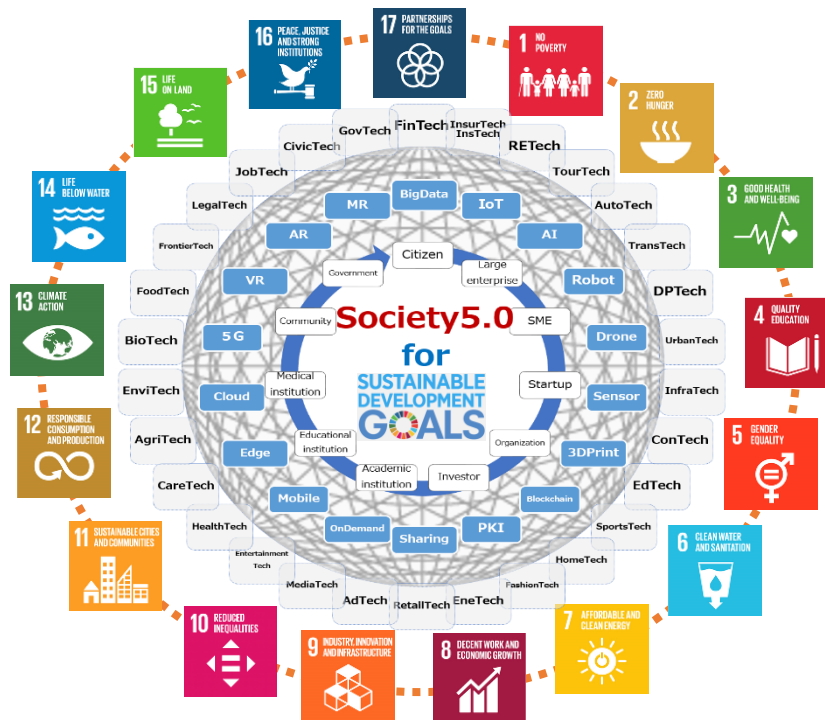 17 PARTNERSHIPS
FOR THE GOALS
1 NO
POVERTY
2 ZERO
HUNGER
3 GOOD HEALTH
AND WELL-BEING
4 QUALITY
EDUCATION
5 GENDER
EQUALITY
6 CLEAN WATER
AND SANITATION
7 AFFORDABLE AND
CLEAN ENERGY
8 DECENT WORK AND
ECONOMIC GROWTH
9 INDUSTRY, INNOVATION
AND INFRASTRUCTURE
10 REDUCED
INEQUALITIES
11 SUSTAINABLE CITIES
AND COMMUNITIES
12 RESPONSIBLE
CONSUMPTION
AND PRODUCTION
13 CLIMATE
ACTION
14 LIFE
BELOW WATER
15 LIFE
ON LAND
16 PEACE, JUSTICE
AND STRONG
INSTITUTIONS
FinTech
InsurTech
InsTech
RETech
TourTech
AutoTech
TransTech
DPTech
UrbanTech
InfraTech
ConTech
EdTech
SportsTech
HomeTech
FashionTech
EneTech
RetailTech
AdTech
MediaTech
Entertainment
Tech
HealthTech
CareTech
AgriTech
EnviTech
BioTech
FoodTech
FrontierTech
LegalTech
JobTech
CivicTech
GovTech
BigData
IoT
AI
Robot
Drone
Sensor
3DPrint
Blockchain
PKI
Sharing
OnDemand
Mobile
Edge
Cloud
5G
VR
AR
MR
Citizen
Large
enterprise
SME
Startup
Organization
Investor
Academic
institution
Educational
institution
Medical
institution
Community
Government
Society5.0
for
SUSTAINABLE
DEVELOPMENT
GOALS